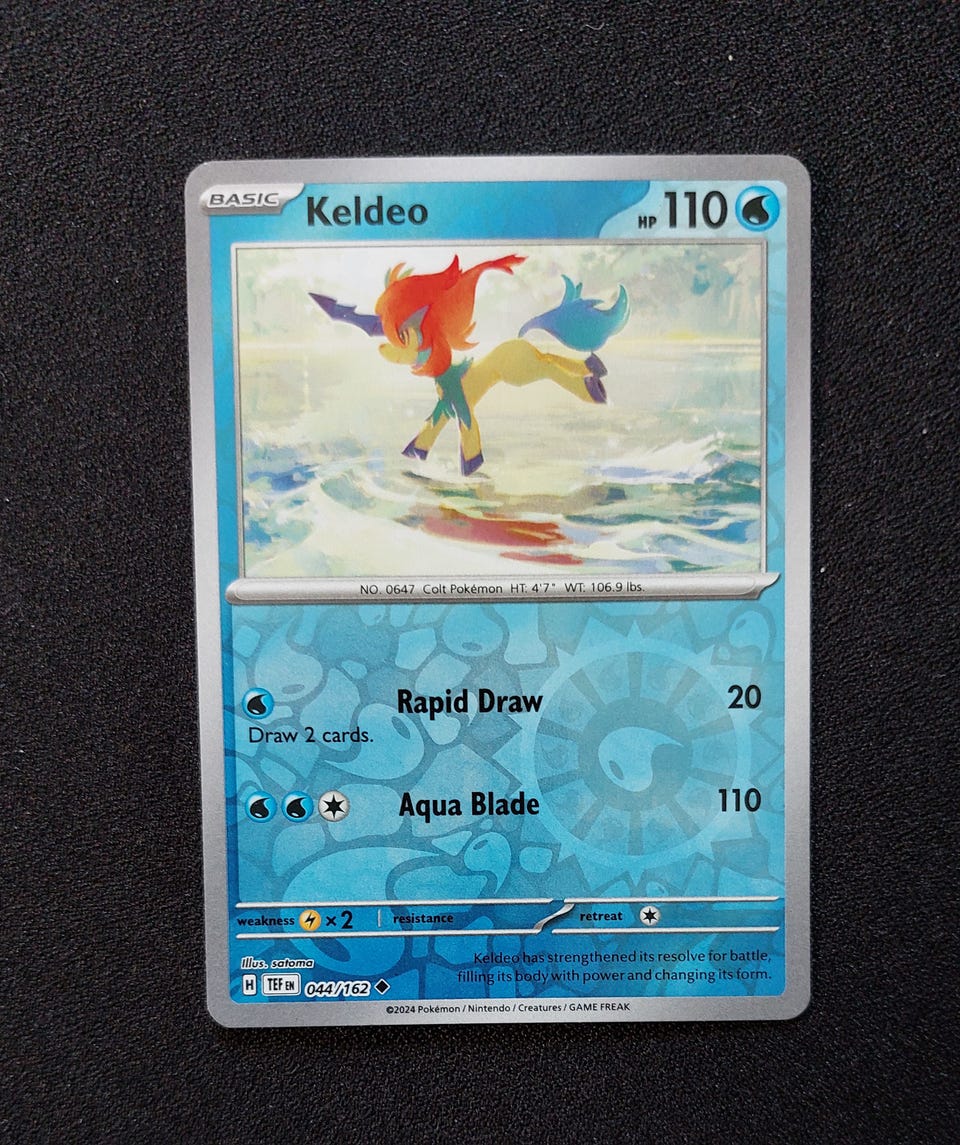 BASIC Keldeo HP 110
NO. 0647 Colt Pokémon HT: 4'7" WT: 106.9 lbs.
Rapid Draw 20
Draw 2 cards.
Aqua Blade 110
weakness ×2 resistance retreat
Illus. satoma
Keldeo has strengthened its resolve for battle,
filling its body with power and changing its form.
H TEF EN 044/162
©2024 Pokémon / Nintendo / Creatures / GAME FREAK